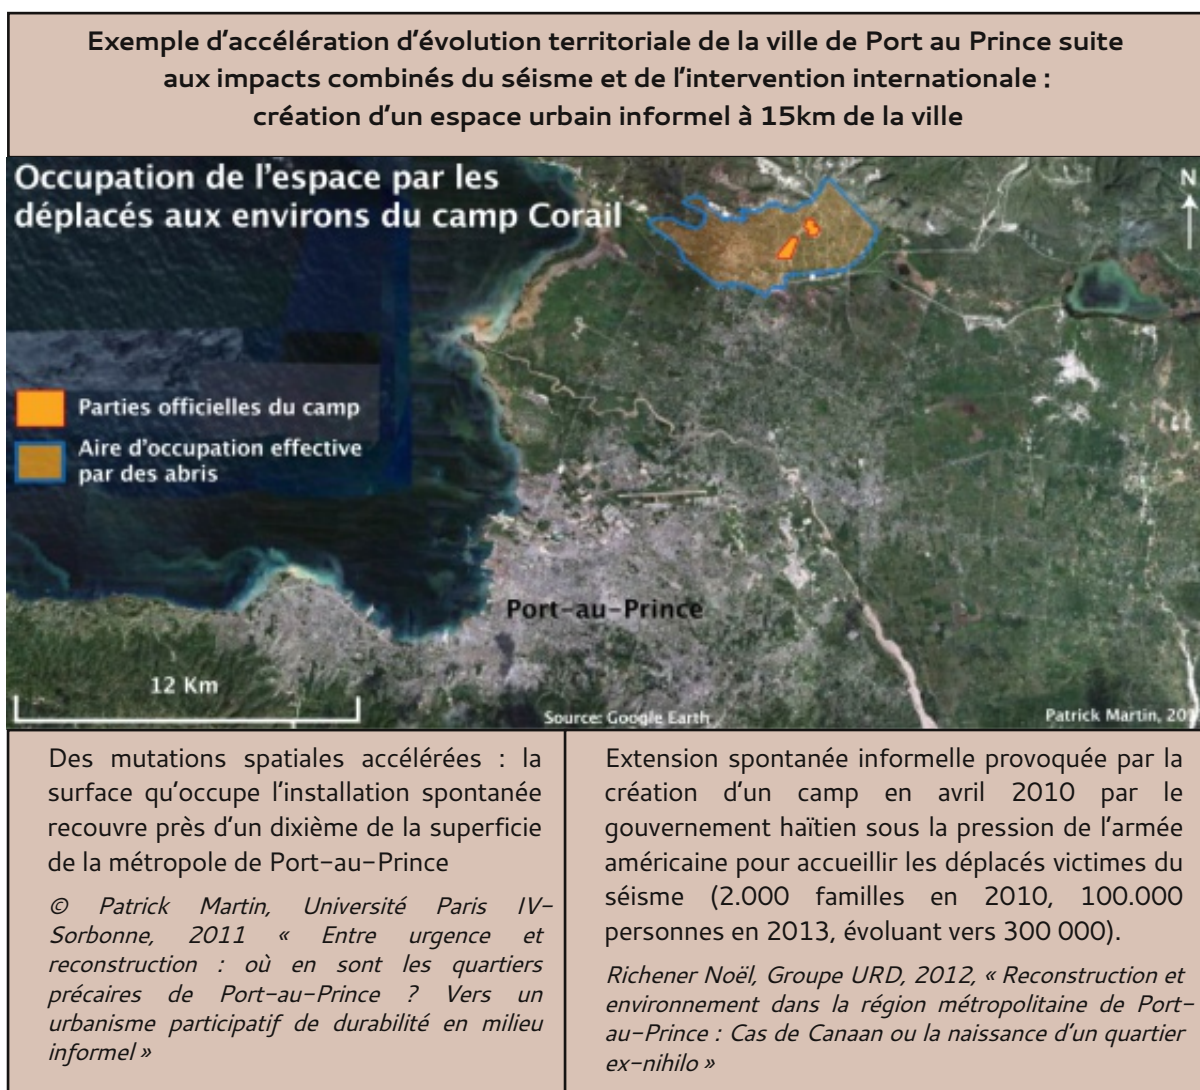 Exemple d'accélération d'évolution territoriale de la ville de Port au Prince suite
aux impacts combinés du séisme et de l'intervention internationale :
création d'un espace urbain informel à 15km de la ville
Occupation de l'espace par les
déplacés aux environs du camp Corail
N
Parties officielles du camp
Aire d'occupation effective
par des abris
Port-au-Prince
12 Km
Source: Google Earth
Patrick Martin, 20
Des mutations spatiales accélérées : la
surface qu'occupe l'installation spontanée
recouvre près d'un dixième de la superficie
de la métropole de Port-au-Prince
© Patrick Martin, Université Paris IV-
Sorbonne, 2011 « Entre urgence et
reconstruction : où en sont les quartiers
précaires de Port-au-Prince ? Vers un
urbanisme participatif de durabilité en milieu
informel »
Extension spontanée informelle provoquée par la
création d'un camp en avril 2010 par le
gouvernement haïtien sous la pression de l'armée
américaine pour accueillir les déplacés victimes du
séisme (2.000 familles en 2010, 100.000
personnes en 2013, évoluant vers 300 000).
Richener Noël, Groupe URD, 2012, « Reconstruction et
environnement dans la région métropolitaine de Port-
au-Prince : Cas de Canaan ou la naissance d'un quartier
ex-nihilo »